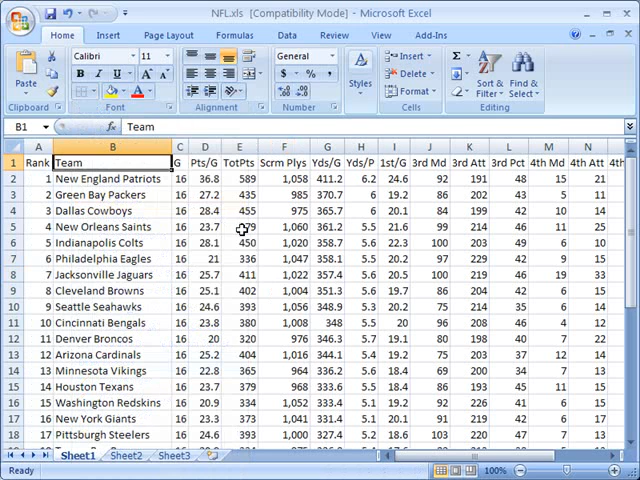 NFL.xls [Compatibility Mode] - Microsoft Excel
Home Insert Page Layout Formulas Data Review View Add-Ins
Paste Calibri 11 General Styles Insert Delete Format Sort & Filter Find & Select
Clipboard Font Alignment Number Cells Editing
B1 fx Team
A B C D E F G H I J K L M N
1 Rank Team G Pts/G TotPts Scrm Plys Yds/G Yds/P 1st/G 3rd Md 3rd Att 3rd Pct 4th Md 4th Att 4th
2 1 New England Patriots 16 36.8 589 1,058 411.2 6.2 24.6 92 191 48 15 21
3 2 Green Bay Packers 16 27.2 435 985 370.7 6 19.2 86 202 43 5 11
4 3 Dallas Cowboys 16 28.4 455 975 365.7 6 20.1 84 199 42 10 14
5 4 New Orleans Saints 16 23.7 79 1,060 361.2 5.5 21.6 99 214 46 11 25
6 5 Indianapolis Colts 16 28.1 450 1,020 358.7 5.6 22.3 100 203 49 6 10
7 6 Philadelphia Eagles 16 21 336 1,047 358.1 5.5 20.2 97 229 42 9 15
8 7 Jacksonville Jaguars 16 25.7 411 1,022 357.4 5.5 20.5 100 219 46 19 33
9 8 Cleveland Browns 16 25.1 402 1,004 351.3 5.6 19.7 86 204 42 6 15
10 9 Seattle Seahawks 16 24.6 393 1,056 348.9 5.3 20.2 75 214 35 6 14
11 10 Cincinnati Bengals 16 23.8 380 1,008 348 5.5 20 96 208 46 4 12
12 11 Denver Broncos 16 20 320 976 346.3 5.7 19.1 80 198 40 7 22
13 12 Arizona Cardinals 16 25.2 404 1,016 344.1 5.4 19.2 75 203 37 12 14
14 13 Minnesota Vikings 16 22.8 365 964 336.2 5.6 18.4 69 200 34 7 13
15 14 Houston Texans 16 23.7 379 968 333.6 5.5 19.4 86 193 45 11 15
16 15 Washington Redskins 16 20.9 334 1,052 333.4 5.1 19.4 91 218 42 6 16
17 16 New York Giants 16 23.3 373 1,041 331.4 5.1 20.1 91 219 42 6 17
18 17 Pittsburgh Steelers 16 24.6 393 1,000 327.4 5.2 18.6 103 220 47 7 13
Sheet1 Sheet2 Sheet3
Ready 100%